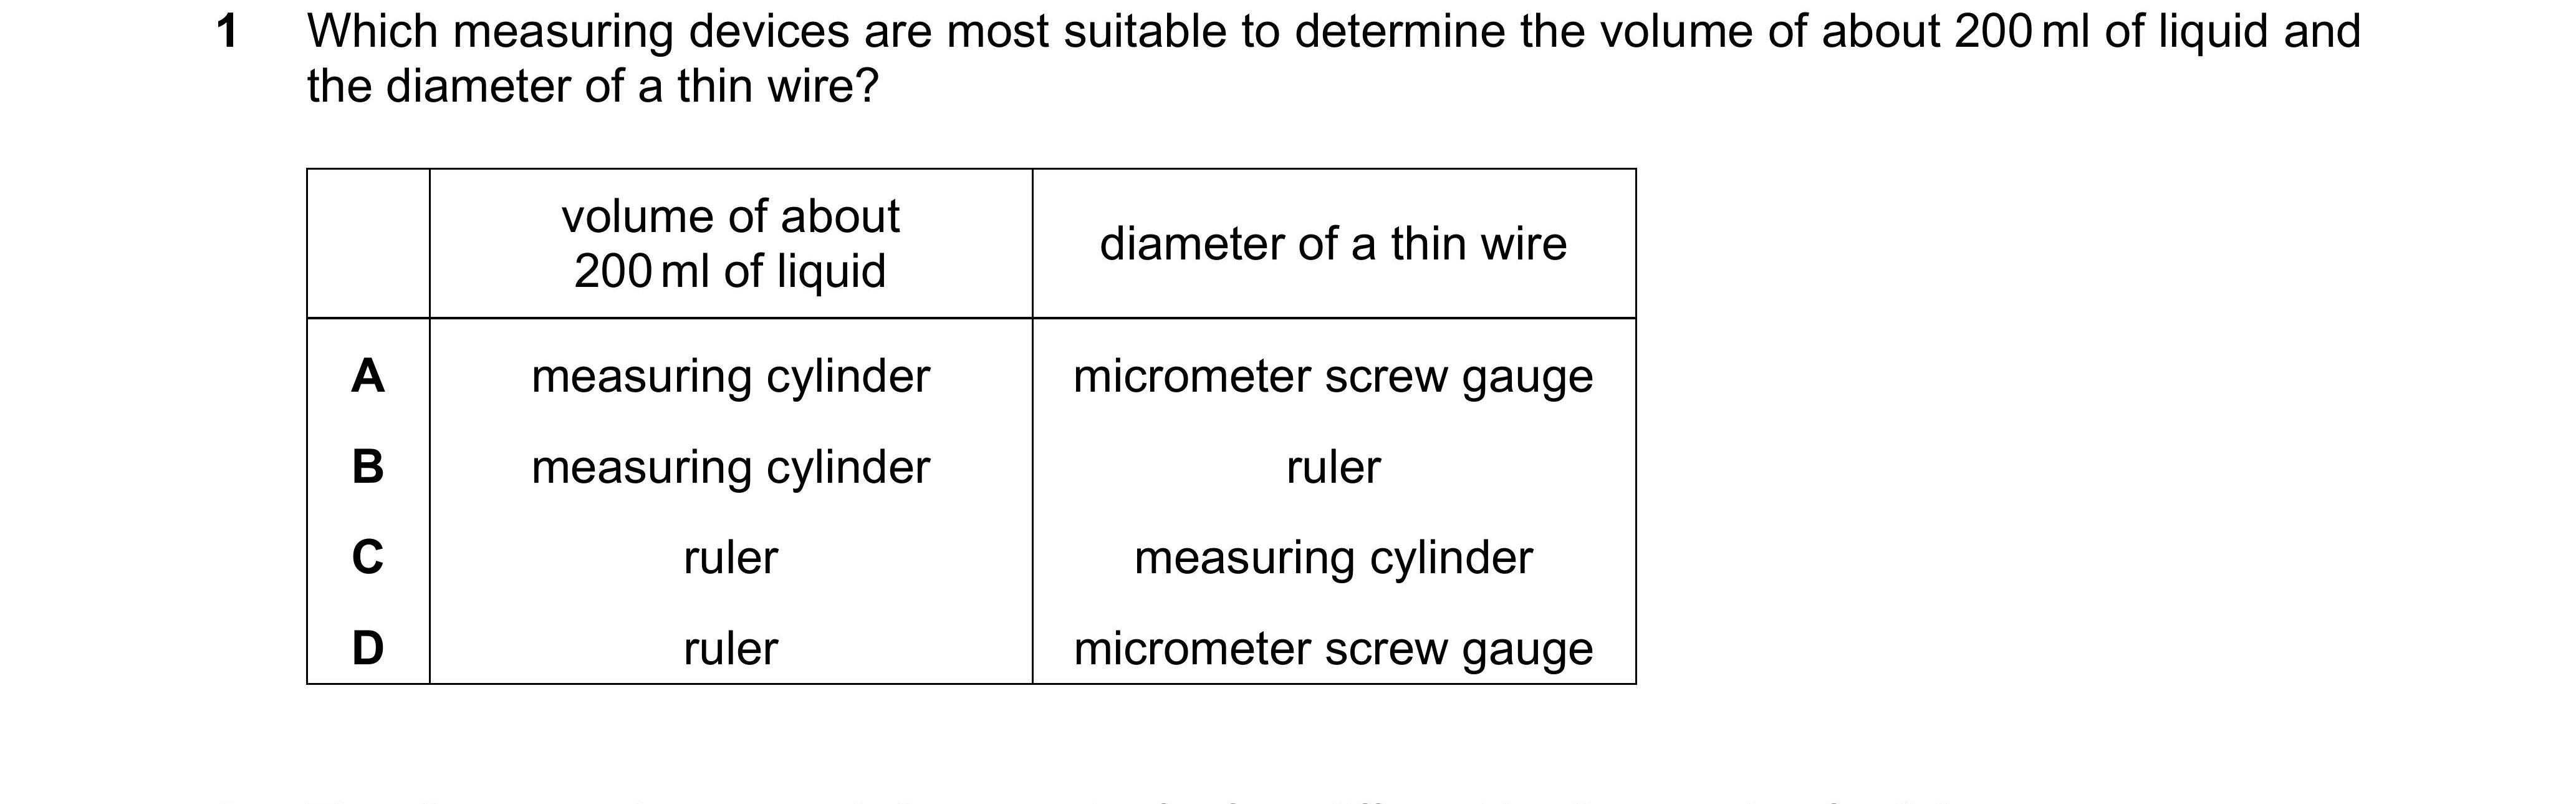 1 Which measuring devices are most suitable to determine the volume of about 200 ml of liquid and
the diameter of a thin wire?
volume of about
200 ml of liquid
diameter of a thin wire
A measuring cylinder micrometer screw gauge
B measuring cylinder ruler
C ruler measuring cylinder
D ruler micrometer screw gauge